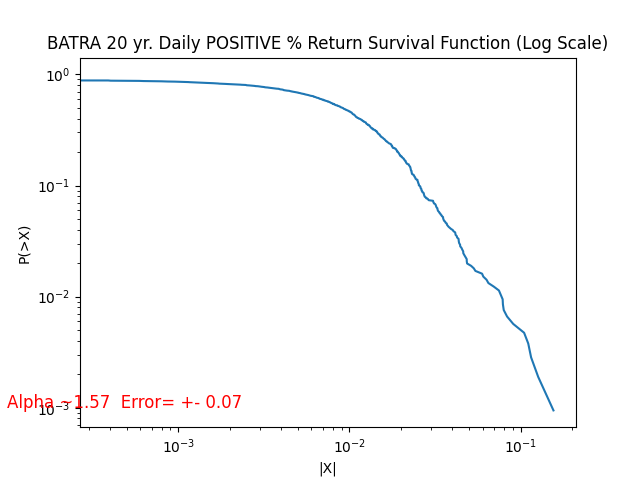 BATRA 20 yr. Daily POSITIVE % Return Survival Function (Log Scale)
10⁰
10⁻¹
P(>X)
10⁻²
10⁻³
Alpha ~1.57  Error= +- 0.07
10⁻³ 10⁻² 10⁻¹
|X|